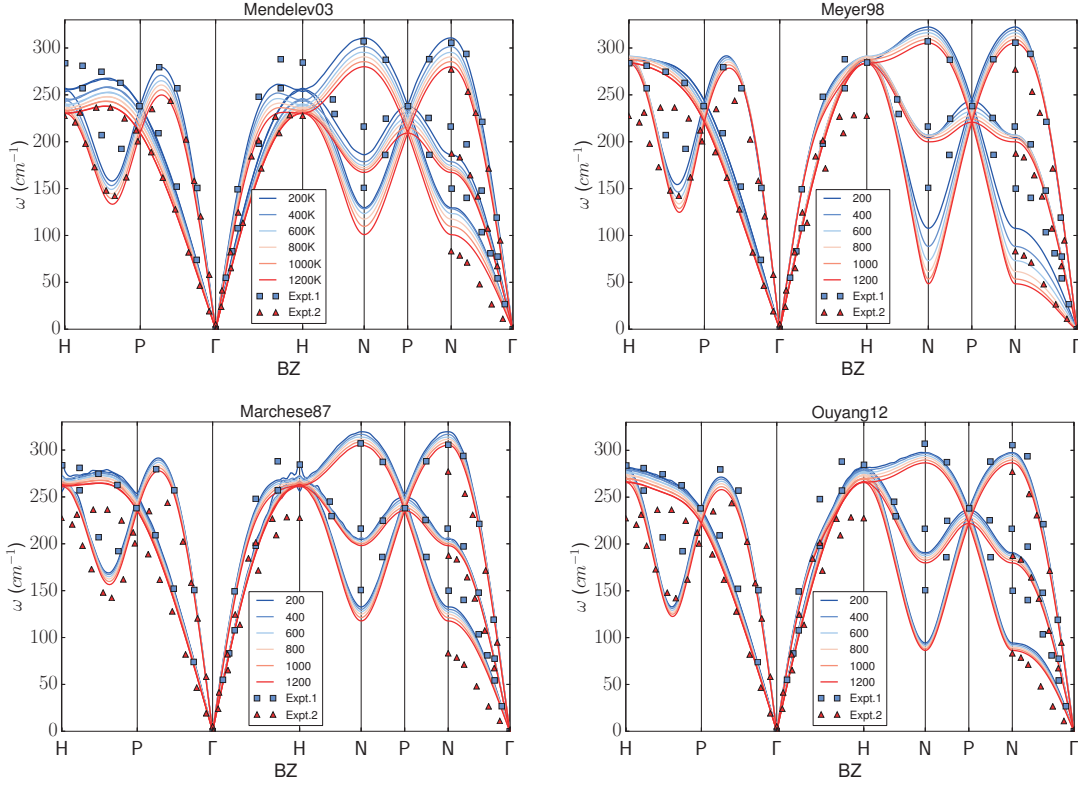 Mendelev03
ω (cm⁻¹)
300
250
200
150
100
50
0
200K
400K
600K
800K
1000K
1200K
Expt.1
Expt.2
H P Γ H N P N Γ
BZ
Meyer98
ω (cm⁻¹)
300
250
200
150
100
50
0
200
400
600
800
1000
1200
Expt.1
Expt.2
H P Γ H N P N Γ
BZ
Marchese87
ω (cm⁻¹)
300
250
200
150
100
50
0
200
400
600
800
1000
1200
Expt.1
Expt.2
H P Γ H N P N Γ
BZ
Ouyang12
ω (cm⁻¹)
300
250
200
150
100
50
0
200
400
600
800
1000
1200
Expt.1
Expt.2
H P Γ H N P N Γ
BZ